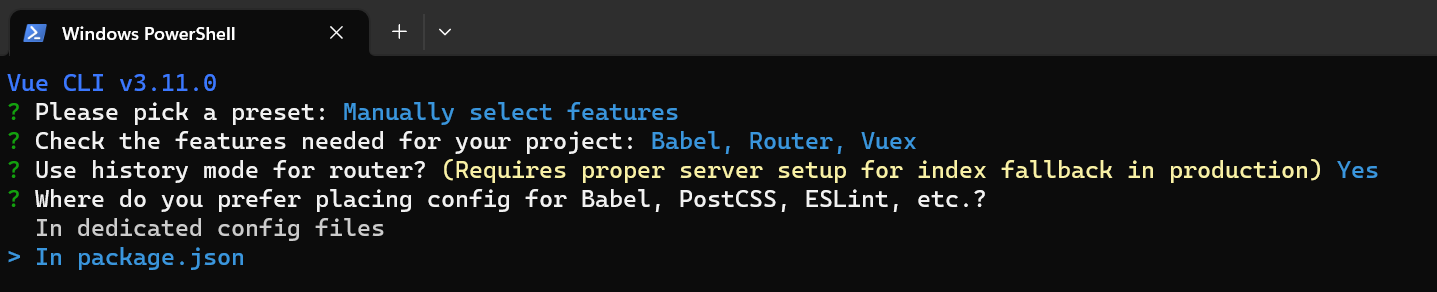 Windows PowerShell
Vue CLI v3.11.0
? Please pick a preset: Manually select features
? Check the features needed for your project: Babel, Router, Vuex
? Use history mode for router? (Requires proper server setup for index fallback in production) Yes
? Where do you prefer placing config for Babel, PostCSS, ESLint, etc.?
In dedicated config files
> In package.json